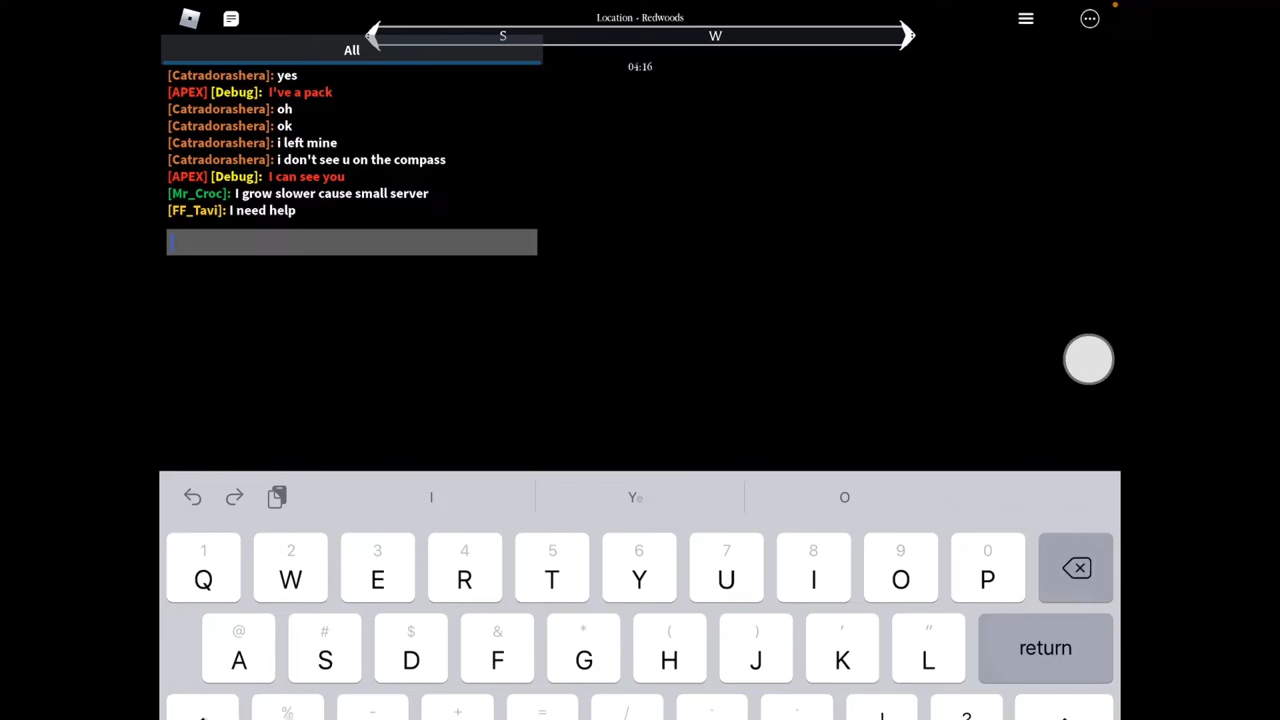 Location - Redwoods
S W
All
04:16
[Catradorashera]: yes
[APEX] [Debug]: I've a pack
[Catradorashera]: oh
[Catradorashera]: ok
[Catradorashera]: i left mine
[Catradorashera]: i don't see u on the compass
[APEX] [Debug]: I can see you
[Mr_Croc]: I grow slower cause small server
[FF_Tavi]: I need help
I Ye O
1 2 3 4 5 6 7 8 9 0
Q W E R T Y U I O P
@ # $ & * ( ) ' "
A S D F G H J K L return
% - + = /
! ?